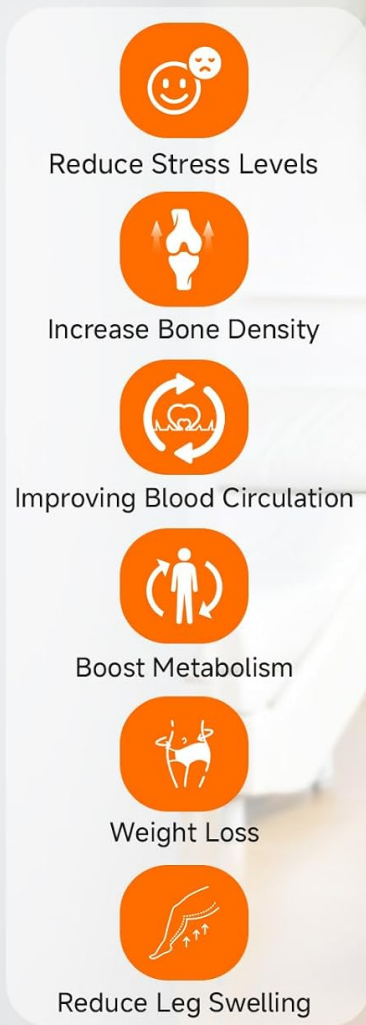 Reduce Stress Levels
Increase Bone Density
Improving Blood Circulation
Boost Metabolism
Weight Loss
Reduce Leg Swelling